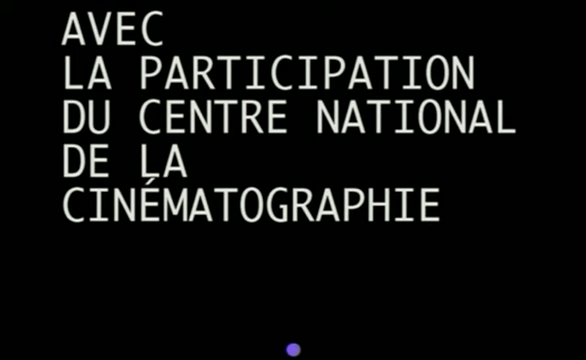 AVEC
LA PARTICIPATION
DU CENTRE NATIONAL
DE LA
CINÉMATOGRAPHIE